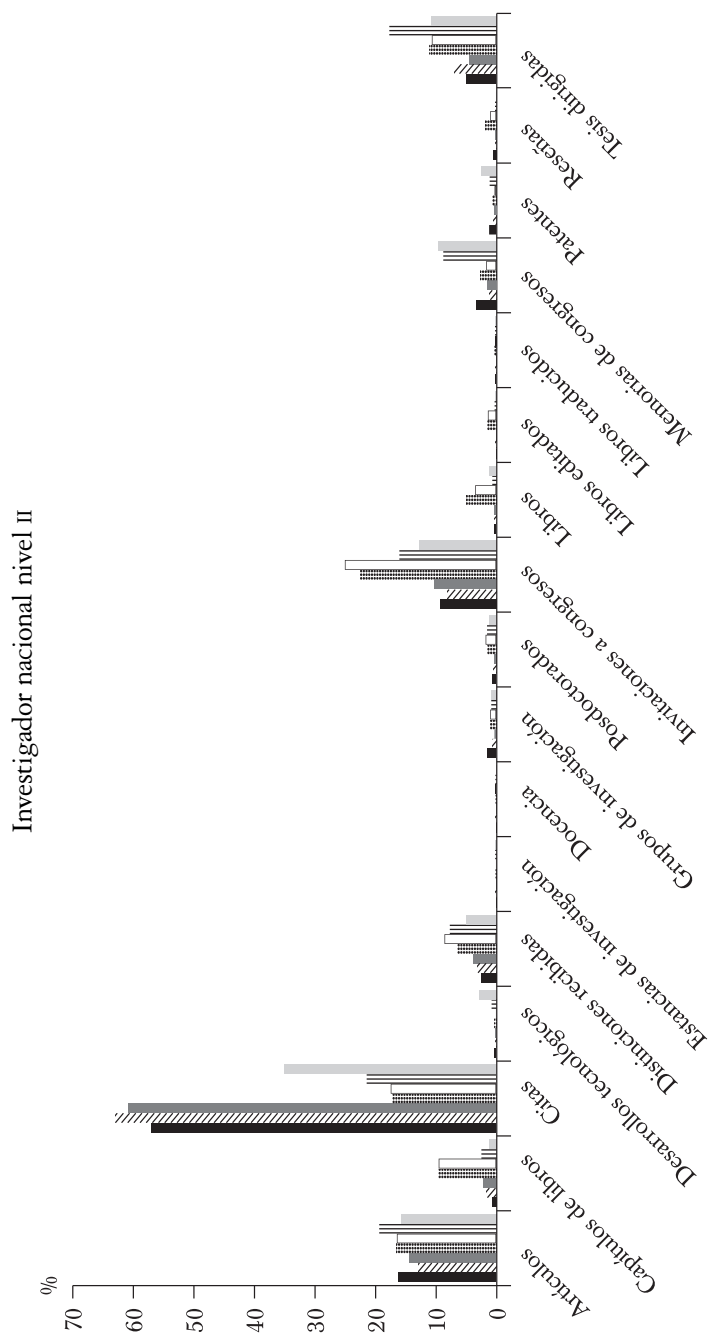 Investigador nacional nivel II
%
70
60
50
40
30
20
10
0
Artículos
Capítulos de libros
Citas
Desarrollos tecnológicos
Distinciones recibidas
Estancias de investigación
Docencia
Grupos de investigación
Posdoctorados
Invitaciones a congresos
Libros
Libros editados
Libros traducidos
Memorias de congresos
Patentes
Reseñas
Tesis dirigidas